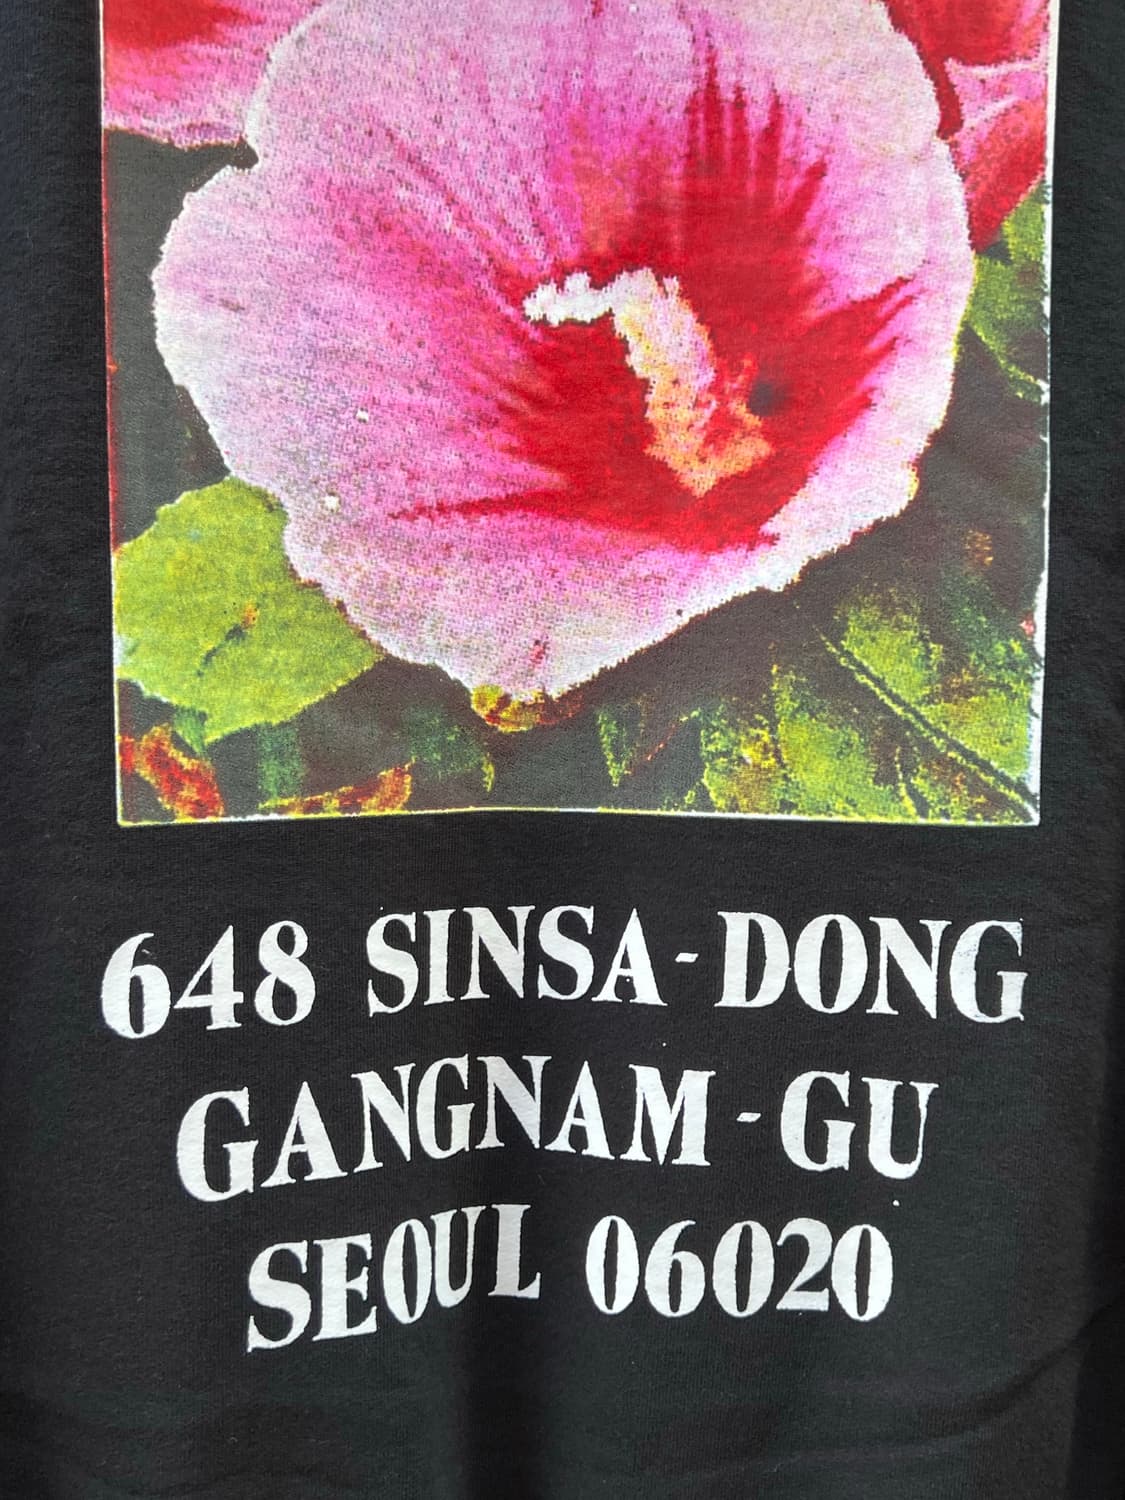 648 SINSA-DONG
GANGNAM-GU
SEOUL 06020